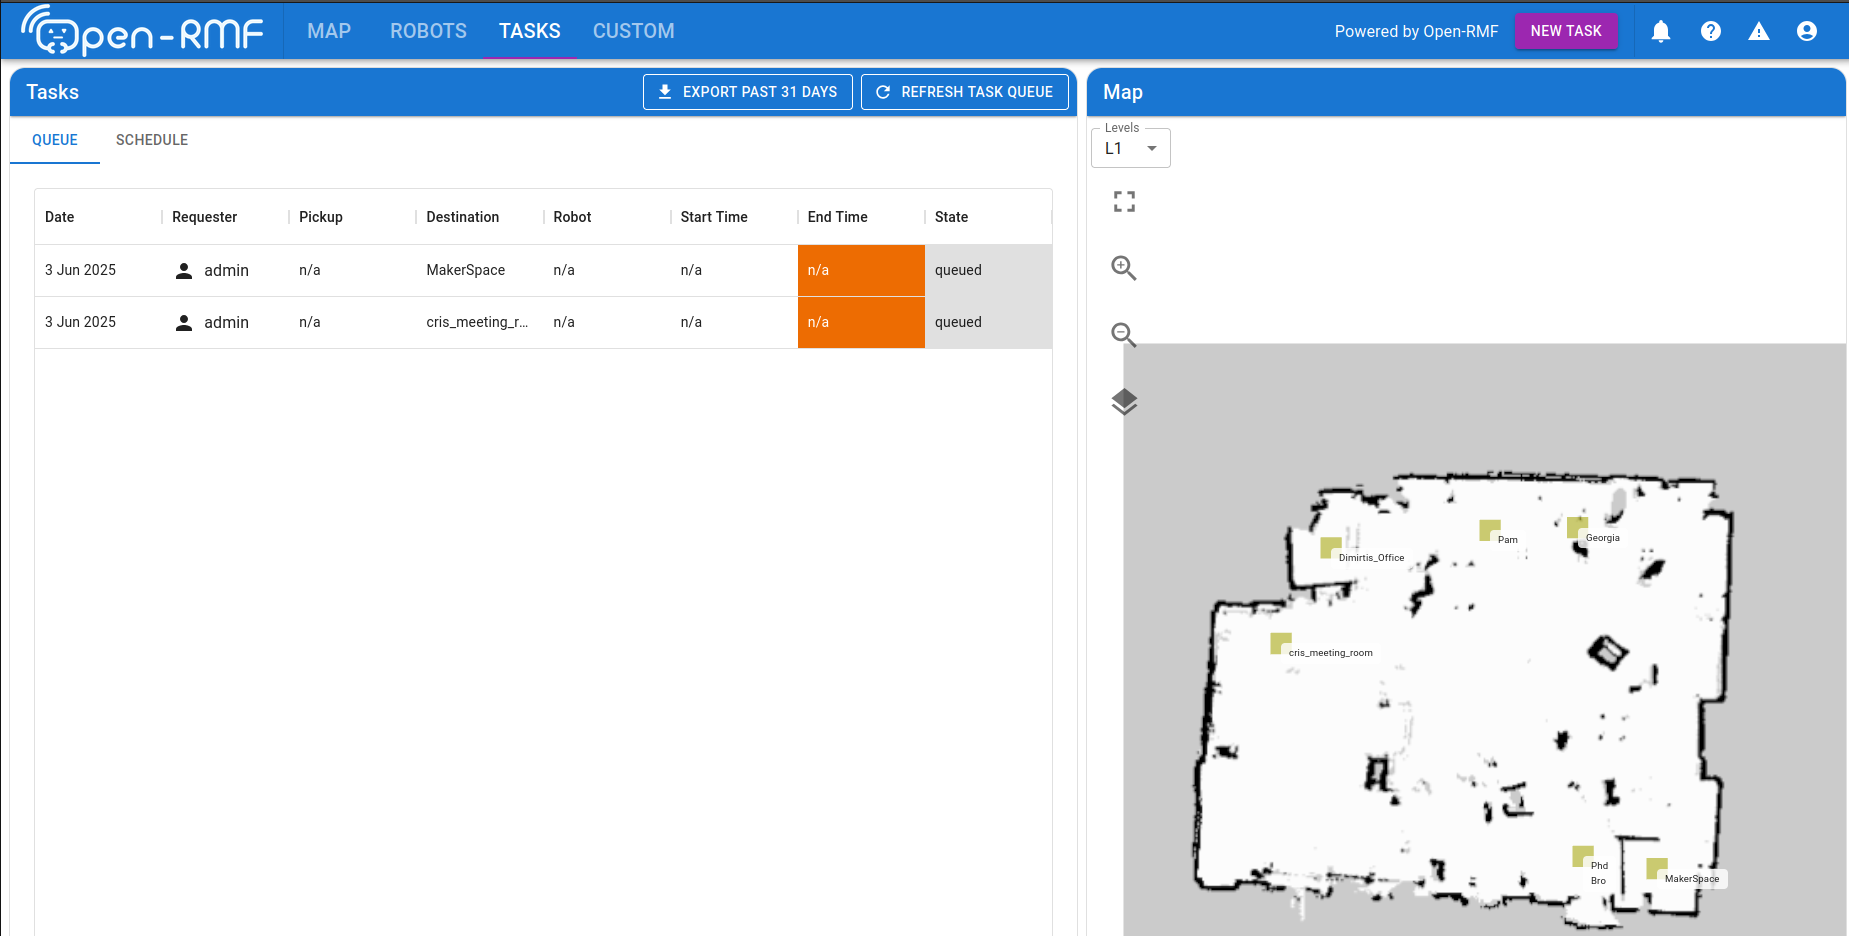 Open-RMF
MAP ROBOTS TASKS CUSTOM Powered by Open-RMF NEW TASK
Tasks EXPORT PAST 31 DAYS REFRESH TASK QUEUE
QUEUE SCHEDULE
Date Requester Pickup Destination Robot Start Time End Time State
3 Jun 2025 admin n/a MakerSpace n/a n/a n/a queued
3 Jun 2025 admin n/a cris_meeting_r... n/a n/a n/a queued
Map
Levels
L1
Pam
Georgia
Dimirtis_Office
cris_meeting_room
Phd
Bro
MakerSpace